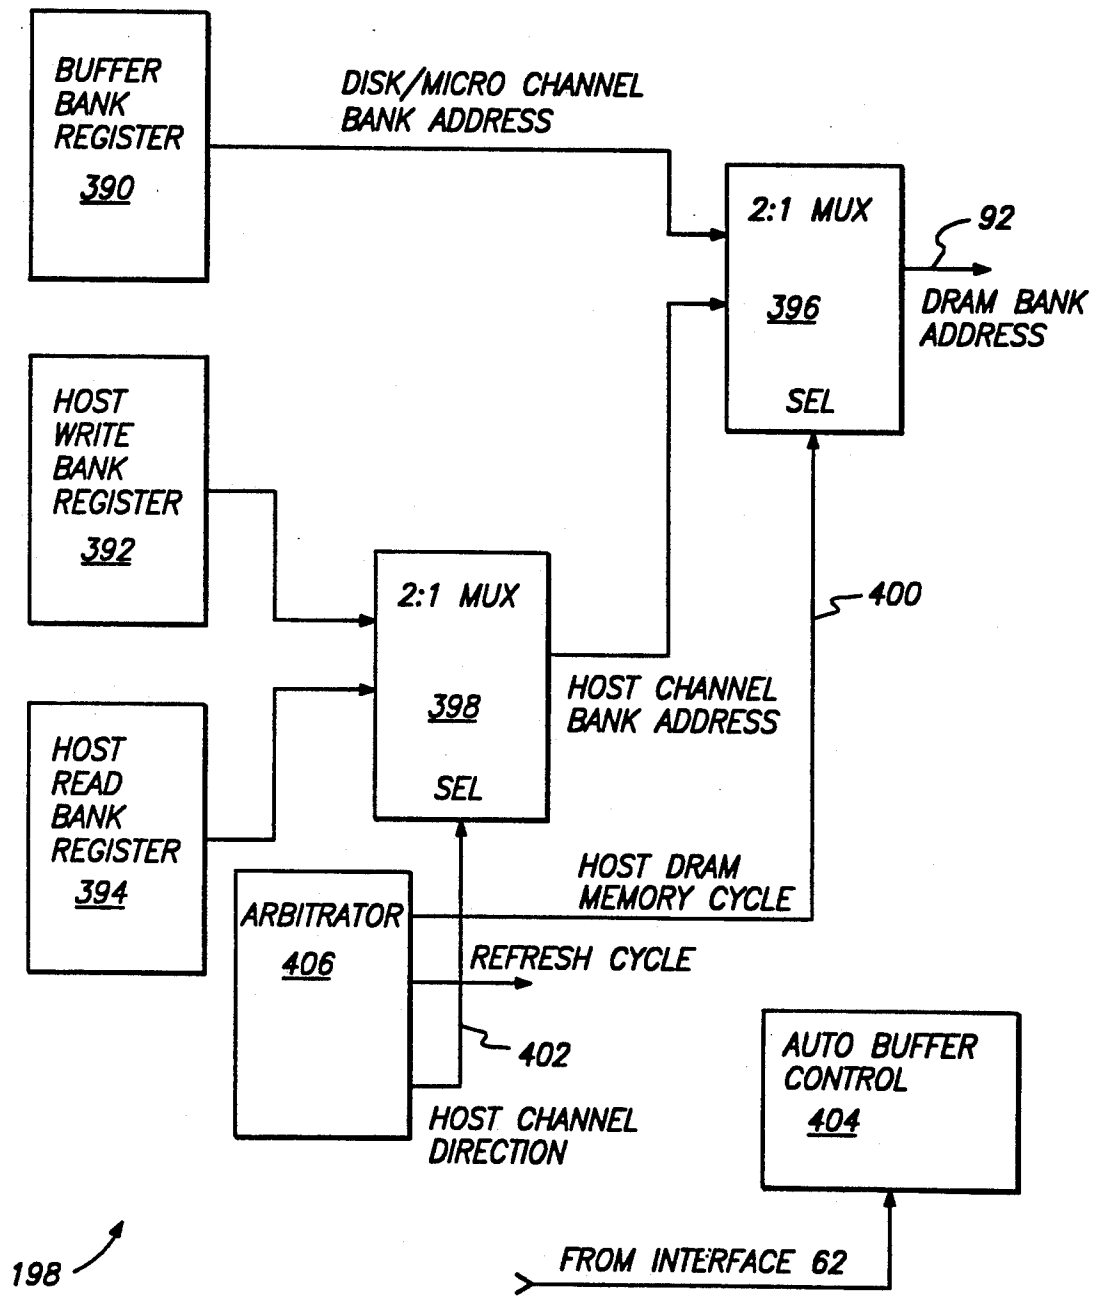 BUFFER
BANK
REGISTER
390
DISK/MICRO CHANNEL
BANK ADDRESS
2:1 MUX
396
SEL
92
DRAM BANK
ADDRESS
HOST
WRITE
BANK
REGISTER
392
2:1 MUX
398
SEL
400
HOST CHANNEL
BANK ADDRESS
HOST
READ
BANK
REGISTER
394
HOST DRAM
MEMORY CYCLE
ARBITRATOR
406
REFRESH CYCLE
402
HOST CHANNEL
DIRECTION
AUTO BUFFER
CONTROL
404
198
FROM INTERFACE 62